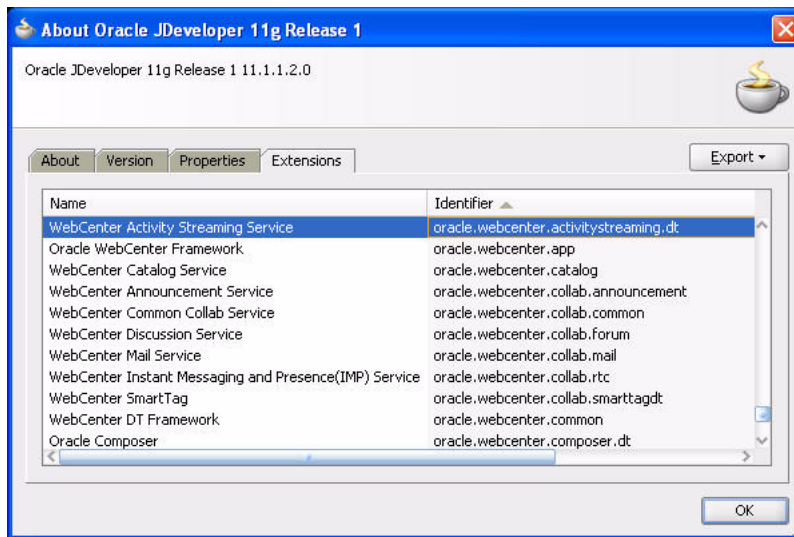 About Oracle JDeveloper 11g Release 1
Oracle JDeveloper 11g Release 1 11.1.1.2.0
About Version Properties Extensions Export
Name Identifier
WebCenter Activity Streaming Service oracle.webcenter.activitystreaming.dt
Oracle WebCenter Framework oracle.webcenter.app
WebCenter Catalog Service oracle.webcenter.catalog
WebCenter Announcement Service oracle.webcenter.collab.announcement
WebCenter Common Collab Service oracle.webcenter.collab.common
WebCenter Discussion Service oracle.webcenter.collab.forum
WebCenter Mail Service oracle.webcenter.collab.mail
WebCenter Instant Messaging and Presence(IMP) Service oracle.webcenter.collab.rtc
WebCenter SmartTag oracle.webcenter.collab.smarttagdt
WebCenter DT Framework oracle.webcenter.common
Oracle Composer oracle.webcenter.composer.dt
OK